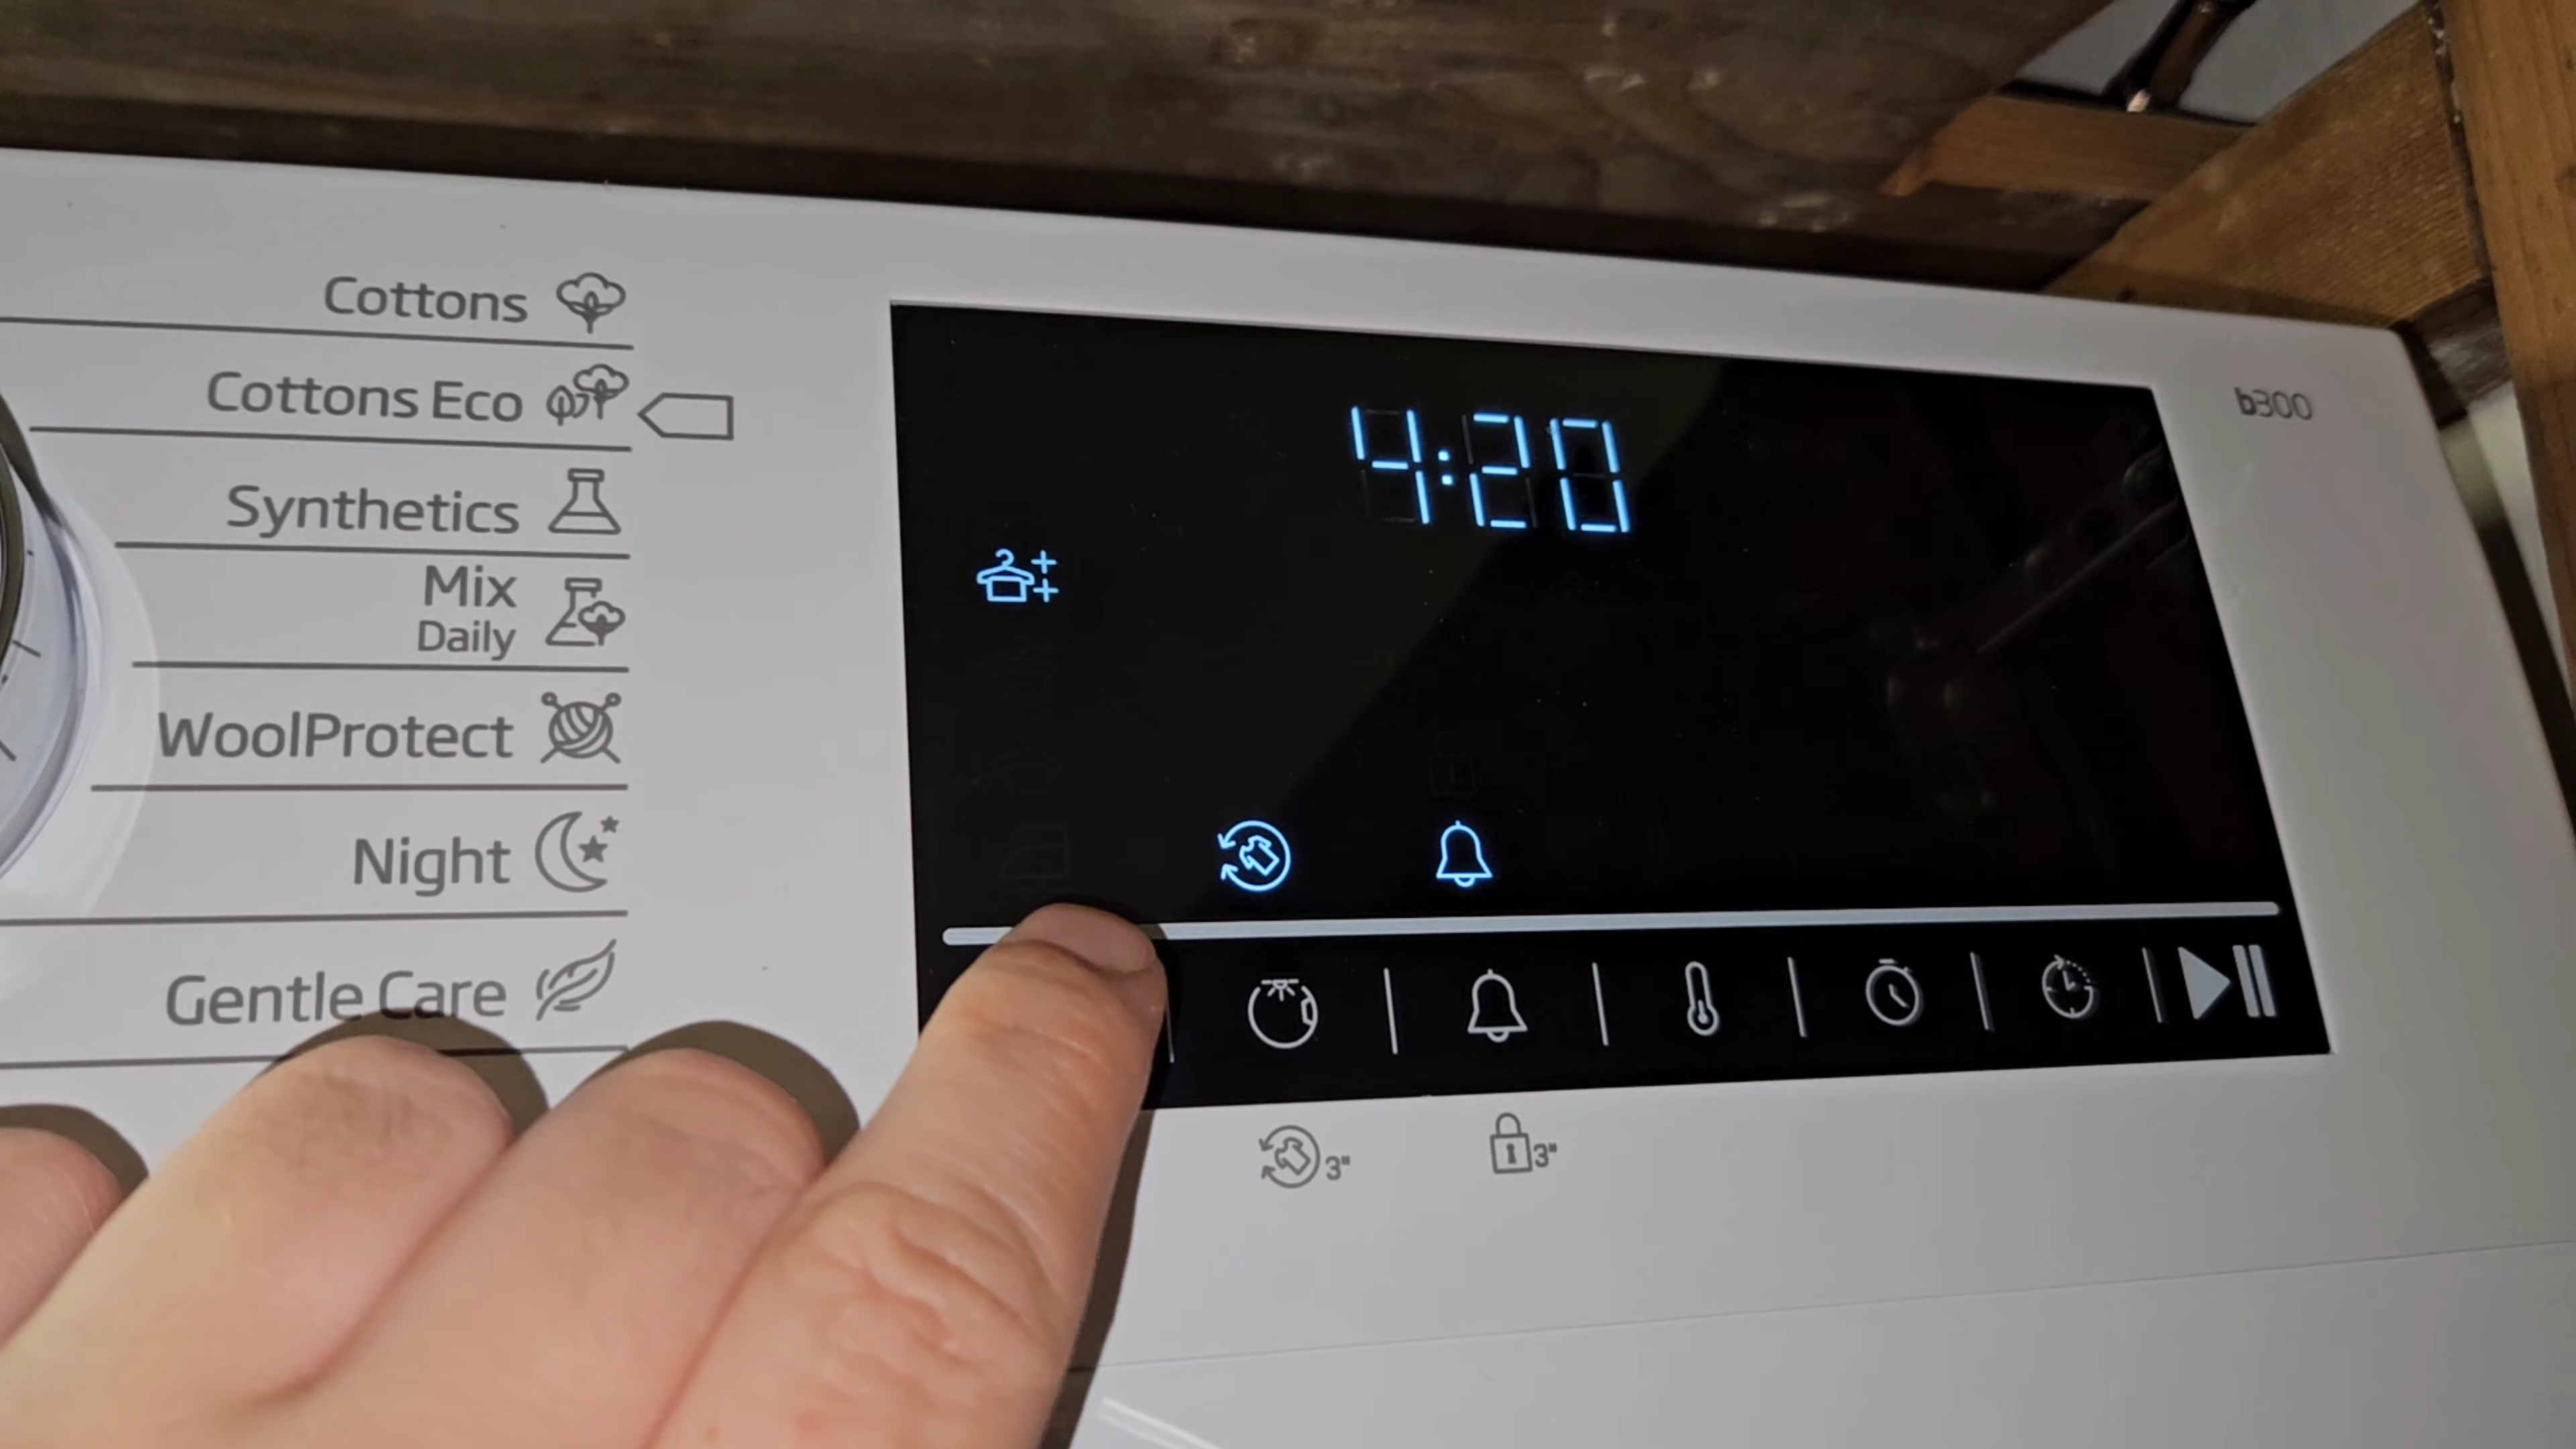 Cottons
Cottons Eco
Synthetics
Mix
Daily
WoolProtect
Night
Gentle Care
4:20
b300
3"
3"